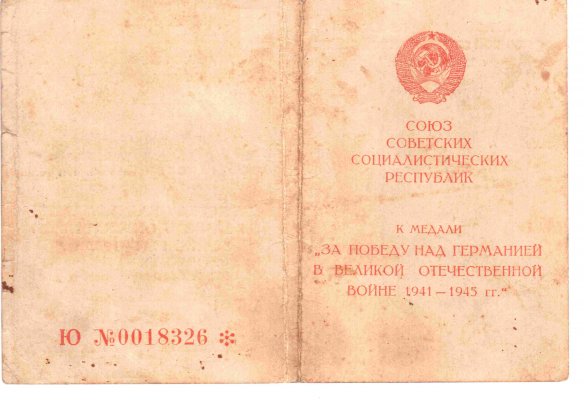 СОЮЗ
СОВЕТСКИХ
СОЦИАЛИСТИЧЕСКИХ
РЕСПУБЛИК
К МЕДАЛИ
„ЗА ПОБЕДУ НАД ГЕРМАНИЕЙ
В ВЕЛИКОЙ ОТЕЧЕСТВЕННОЙ
ВОЙНЕ 1941—1945 гг.“
Ю №0018326 ✻